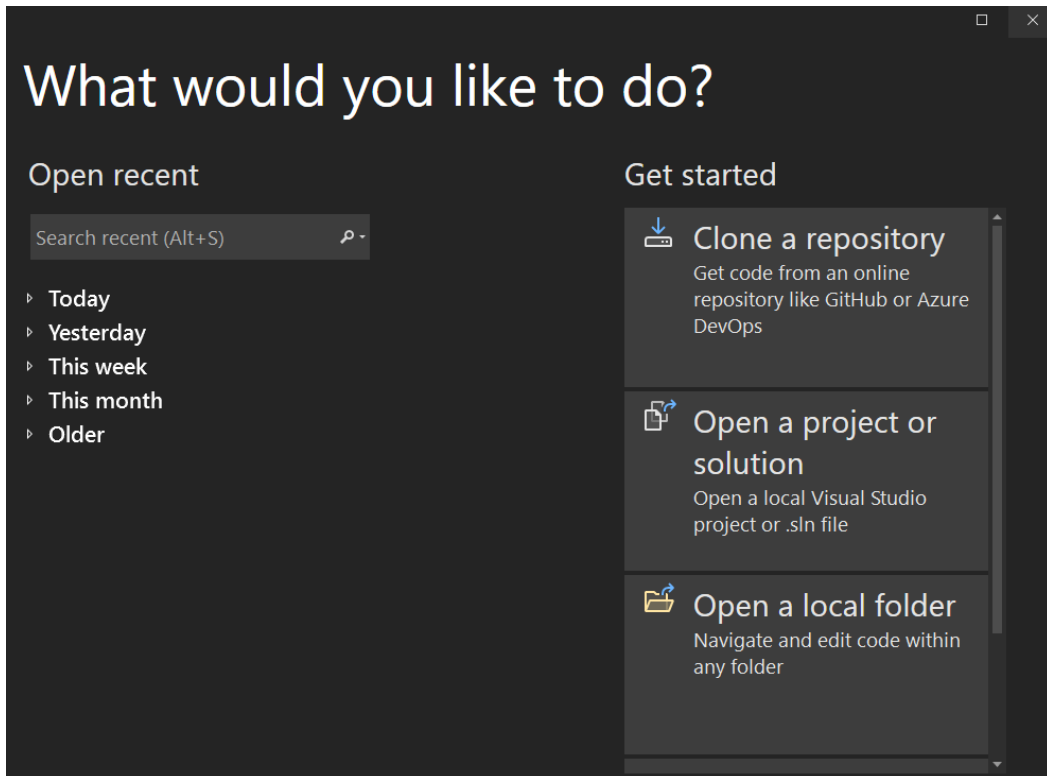 What would you like to do?
Open recent
Search recent (Alt+S)
Today
Yesterday
This week
This month
Older
Get started
Clone a repository
Get code from an online
repository like GitHub or Azure
DevOps
Open a project or
solution
Open a local Visual Studio
project or .sln file
Open a local folder
Navigate and edit code within
any folder